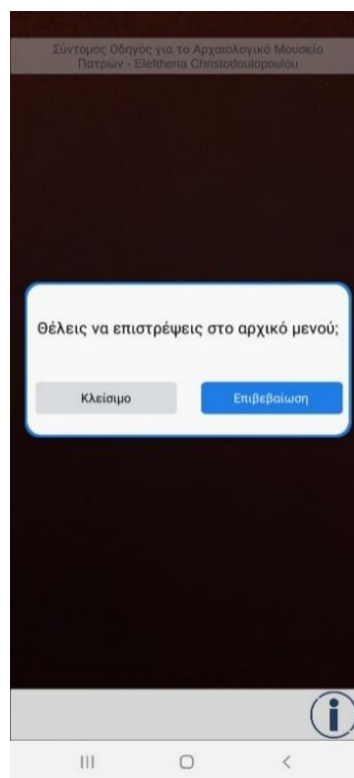 Σύντομος Οδηγός για το Αρχαιολογικό Μουσείο
Πατρών - Eleftheria Christodoulopoulou
Θέλεις να επιστρέψεις στο αρχικό μενού;
Κλείσιμο
Επιβεβαίωση